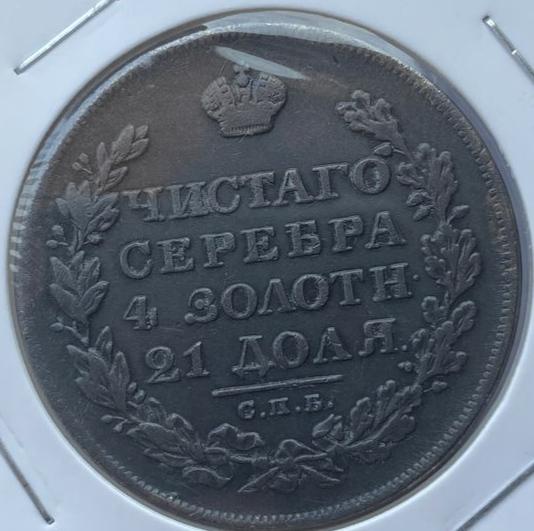 ЧИСТАГО
СЕРЕБРА
4 ЗОЛОТН.
21 ДОЛЯ.
С.П.Б.